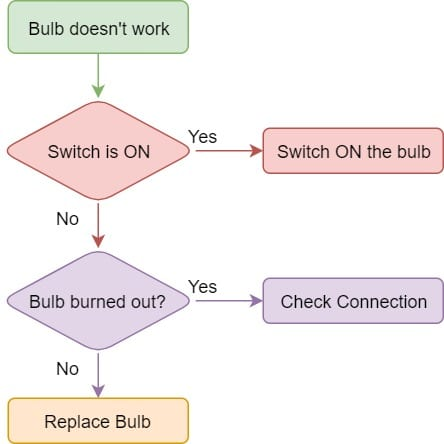 Bulb doesn't work
Switch is ON
Yes
Switch ON the bulb
No
Bulb burned out?
Yes
Check Connection
No
Replace Bulb